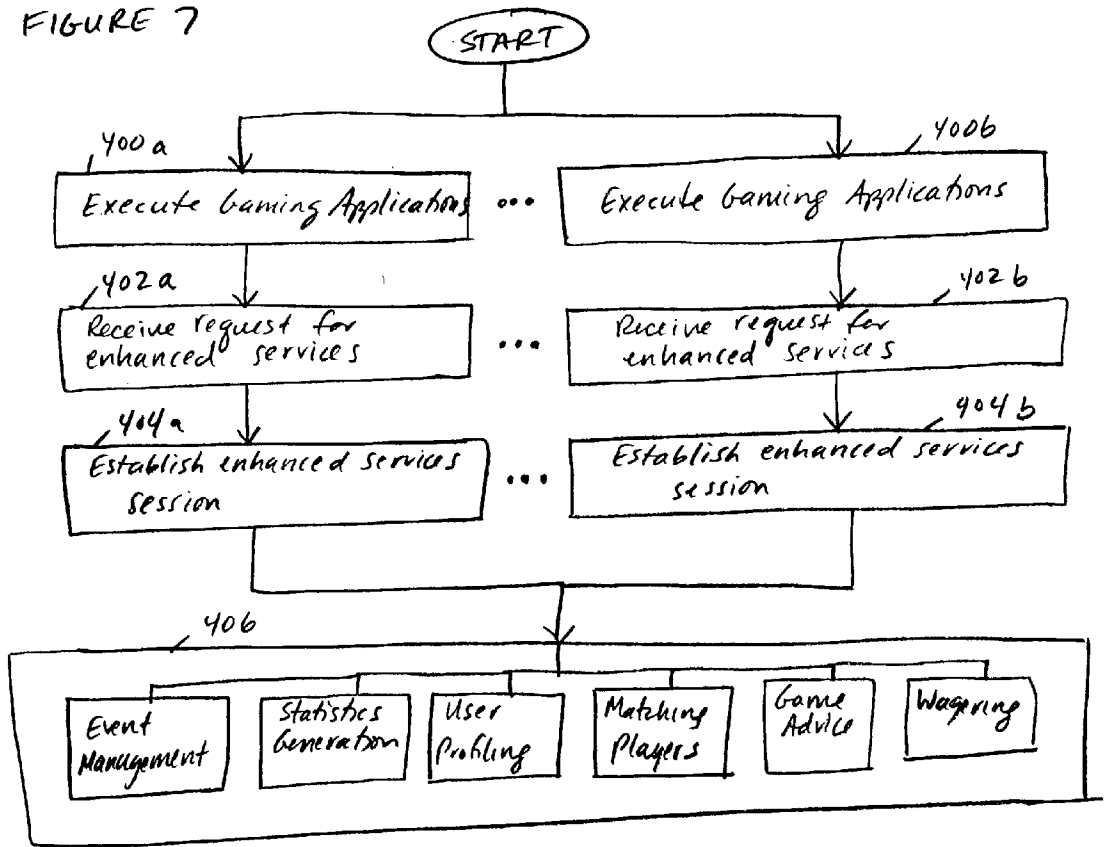 FIGURE 7
START
400a
400b
Execute Gaming Applications
...
Execute Gaming Applications
402a
402b
Receive request for
enhanced services
...
Receive request for
enhanced services
404a
404b
Establish enhanced services
session
...
Establish enhanced services
session
406
Event
Management
Statistics
Generation
User
Profiling
Matching
Players
Game
Advice
Wagering